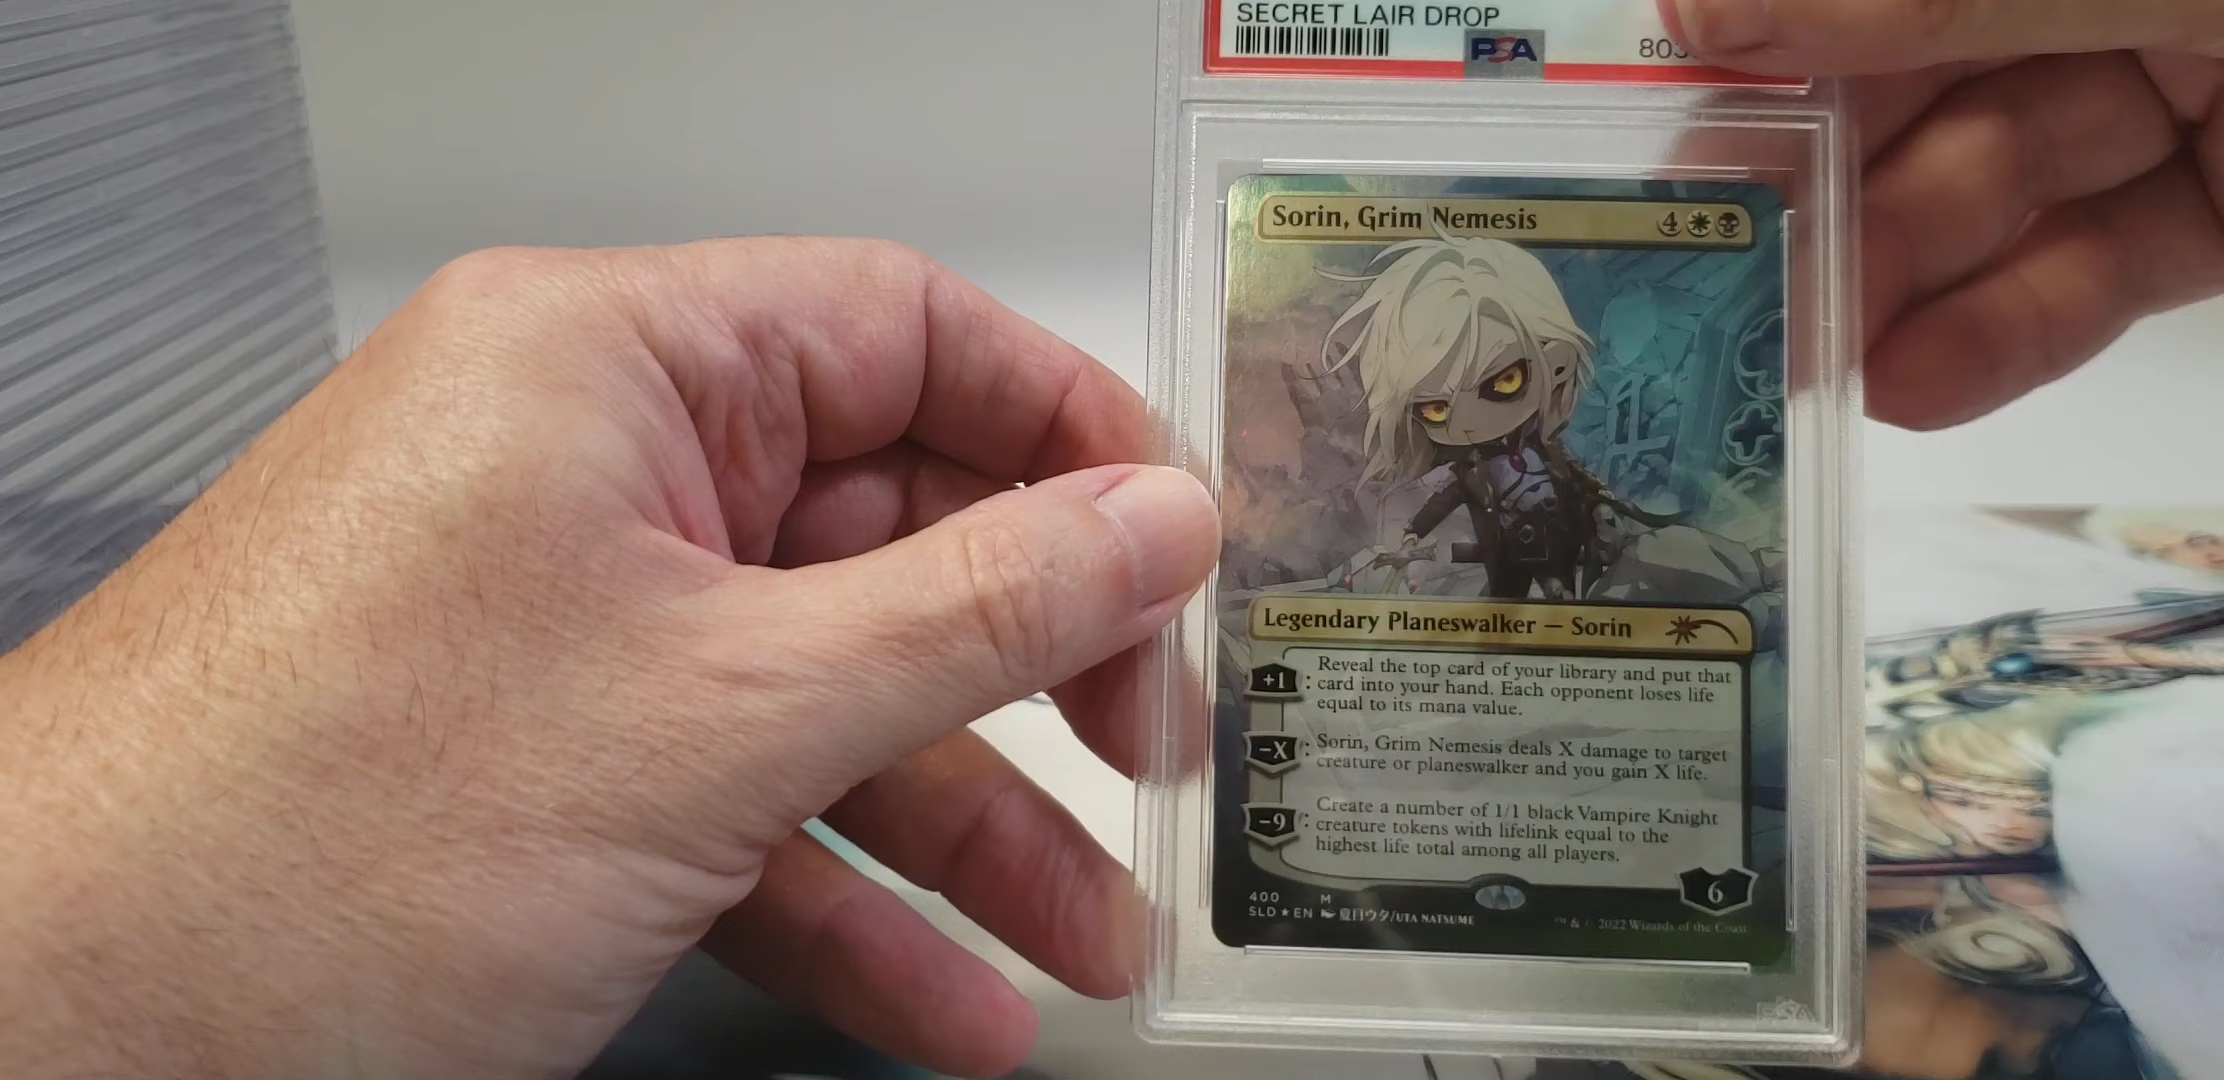 SECRET LAIR DROP
PSA
803
Sorin, Grim Nemesis 4
Legendary Planeswalker — Sorin
+1 : Reveal the top card of your library and put that
card into your hand. Each opponent loses life
equal to its mana value.
−X : Sorin, Grim Nemesis deals X damage to target
creature or planeswalker and you gain X life.
−9 : Create a number of 1/1 black Vampire Knight
creature tokens with lifelink equal to the
highest life total among all players.
6
400 M
SLD ★ EN 夏目ウタ/UTA NATSUME
™ & © 2022 Wizards of the Coast
PSA